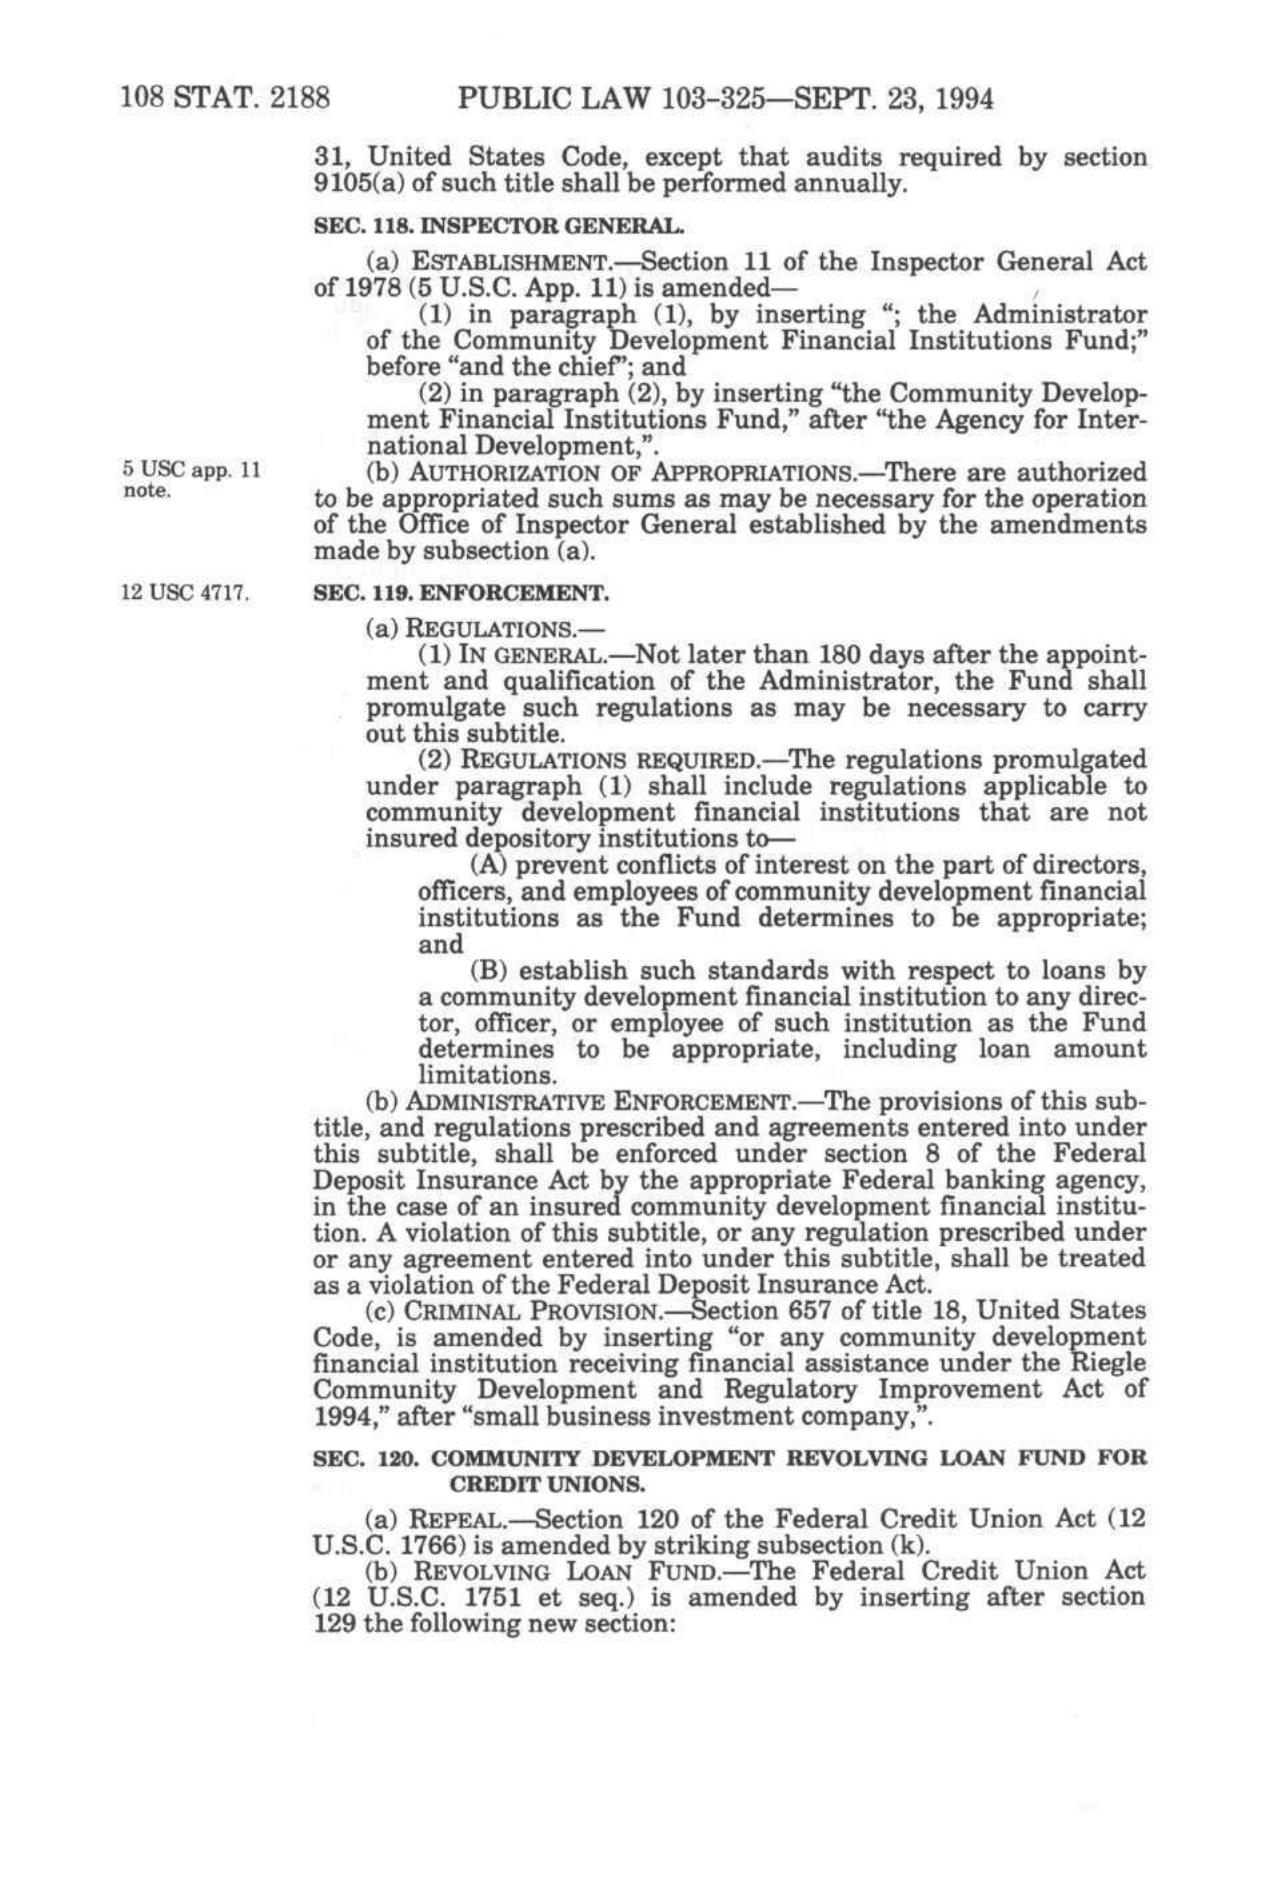 108 STAT. 2188 PUBLIC LAW 103-325—SEPT. 23, 1994
31, United States Code, except that audits required by section
9105(a) of such title shall be performed annually.
SEC. 118. INSPECTOR GENERAL.
(a) ESTABLISHMENT.—Section 11 of the Inspector General Act
of 1978 (5 U.S.C. App. 11) is amended—
(1) in paragraph (1), by inserting “; the Administrator
of the Community Development Financial Institutions Fund;”
before “and the chief”; and
(2) in paragraph (2), by inserting “the Community Develop-
ment Financial Institutions Fund,” after “the Agency for Inter-
national Development,”.
5 USC app. 11
note.
(b) AUTHORIZATION OF APPROPRIATIONS.—There are authorized
to be appropriated such sums as may be necessary for the operation
of the Office of Inspector General established by the amendments
made by subsection (a).
12 USC 4717.
SEC. 119. ENFORCEMENT.
(a) REGULATIONS.—
(1) IN GENERAL.—Not later than 180 days after the appoint-
ment and qualification of the Administrator, the Fund shall
promulgate such regulations as may be necessary to carry
out this subtitle.
(2) REGULATIONS REQUIRED.—The regulations promulgated
under paragraph (1) shall include regulations applicable to
community development financial institutions that are not
insured depository institutions to—
(A) prevent conflicts of interest on the part of directors,
officers, and employees of community development financial
institutions as the Fund determines to be appropriate;
and
(B) establish such standards with respect to loans by
a community development financial institution to any direc-
tor, officer, or employee of such institution as the Fund
determines to be appropriate, including loan amount
limitations.
(b) ADMINISTRATIVE ENFORCEMENT.—The provisions of this sub-
title, and regulations prescribed and agreements entered into under
this subtitle, shall be enforced under section 8 of the Federal
Deposit Insurance Act by the appropriate Federal banking agency,
in the case of an insured community development financial institu-
tion. A violation of this subtitle, or any regulation prescribed under
or any agreement entered into under this subtitle, shall be treated
as a violation of the Federal Deposit Insurance Act.
(c) CRIMINAL PROVISION.—Section 657 of title 18, United States
Code, is amended by inserting “or any community development
financial institution receiving financial assistance under the Riegle
Community Development and Regulatory Improvement Act of
1994,” after “small business investment company,”.
SEC. 120. COMMUNITY DEVELOPMENT REVOLVING LOAN FUND FOR
CREDIT UNIONS.
(a) REPEAL.—Section 120 of the Federal Credit Union Act (12
U.S.C. 1766) is amended by striking subsection (k).
(b) REVOLVING LOAN FUND.—The Federal Credit Union Act
(12 U.S.C. 1751 et seq.) is amended by inserting after section
129 the following new section: